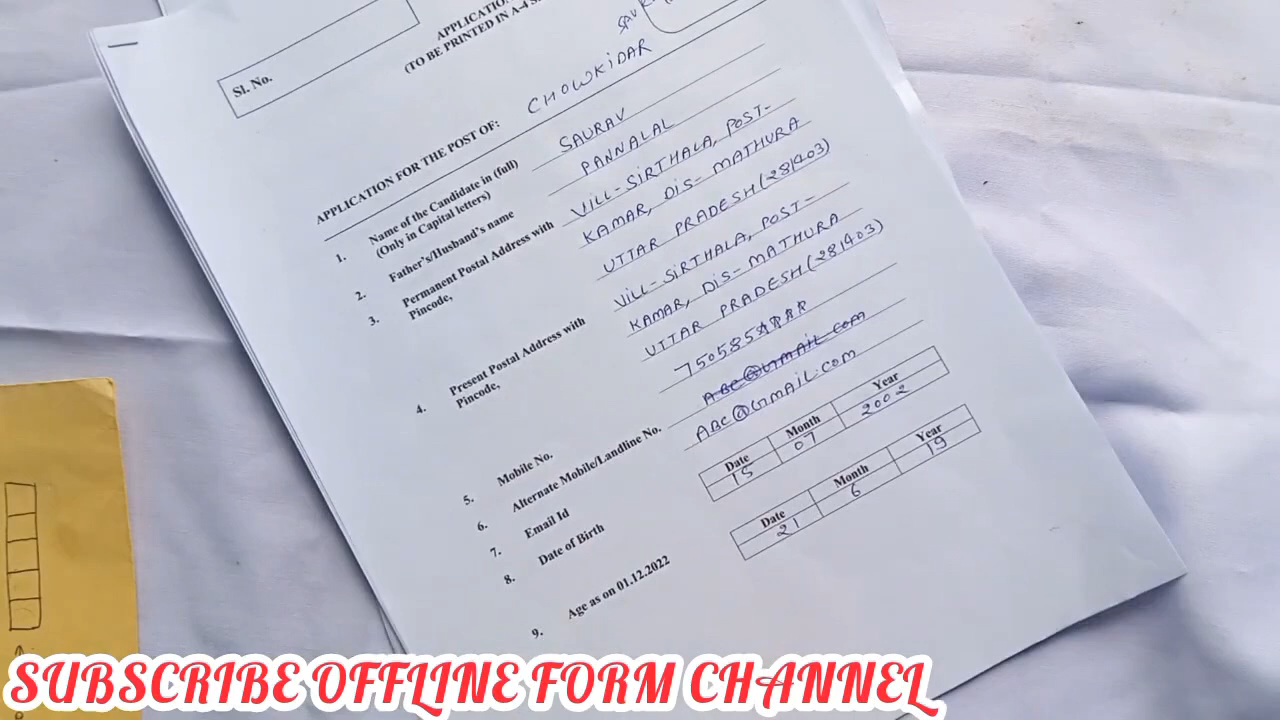 APPLICATION
(TO BE PRINTED IN A-4
Sl. No.
APPLICATION FOR THE POST OF: CHOWKIDAR
1. Name of the Candidate in (full) SAURAV
(Only in Capital letters)
2. Father's/Husband's name PANNALAL
3. Permanent Postal Address with VILL-SIRTHALA, POST-
Pincode, KAMAR, DIS- MATHURA
UTTAR PRADESH (281403)
4. Present Postal Address with VILL-SIRTHALA, POST-
Pincode, KAMAR, DIS- MATHURA
UTTAR PRADESH (281403)
5. Mobile No. 750585****
6. Alternate Mobile/Landline No. ABC@GMAIL.COM
7. Email Id ABC@GMAIL.COM
8. Date of Birth Date Month Year
15 07 2002
9. Age as on 01.12.2022 Date Month Year
21 6 19
SUBSCRIBE OFFLINE FORM CHANNEL